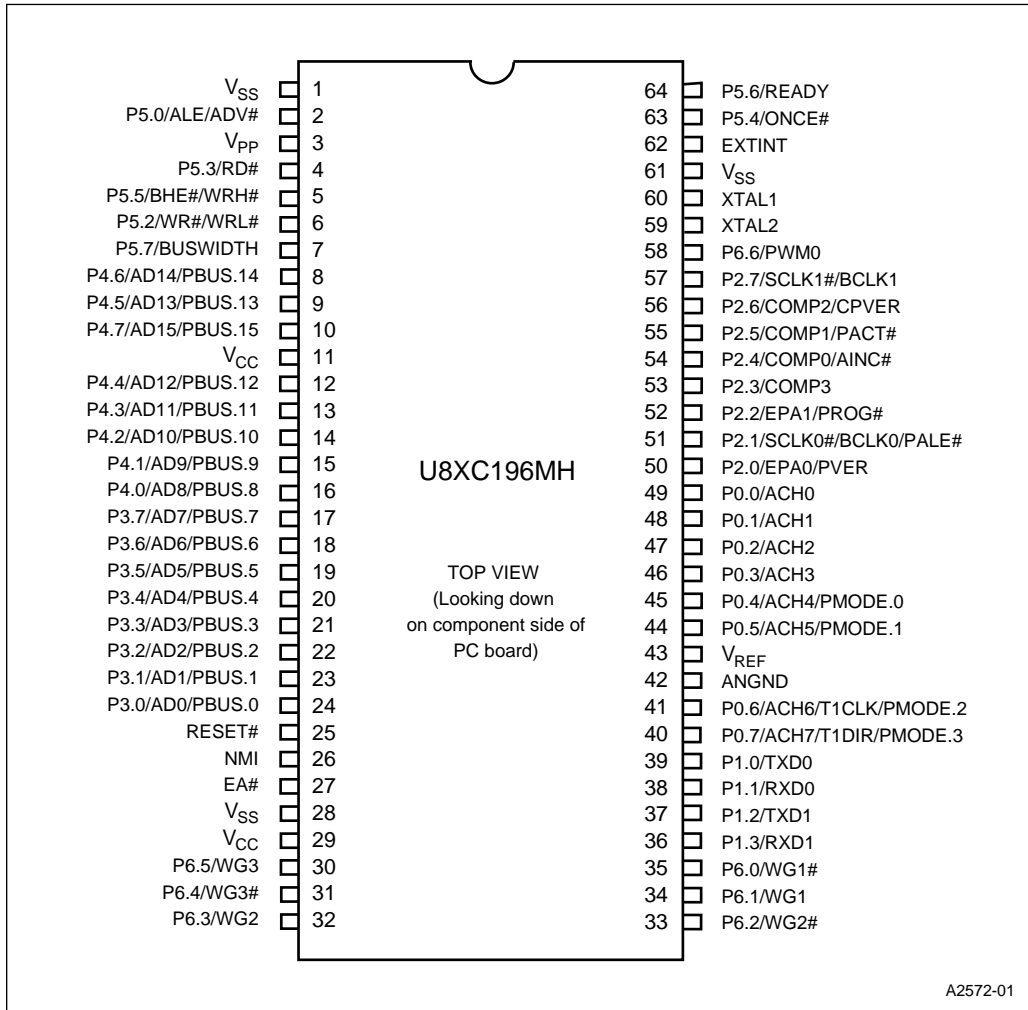 V_SS 1
P5.0/ALE/ADV# 2
V_PP 3
P5.3/RD# 4
P5.5/BHE#/WRH# 5
P5.2/WR#/WRL# 6
P5.7/BUSWIDTH 7
P4.6/AD14/PBUS.14 8
P4.5/AD13/PBUS.13 9
P4.7/AD15/PBUS.15 10
V_CC 11
P4.4/AD12/PBUS.12 12
P4.3/AD11/PBUS.11 13
P4.2/AD10/PBUS.10 14
P4.1/AD9/PBUS.9 15
P4.0/AD8/PBUS.8 16
P3.7/AD7/PBUS.7 17
P3.6/AD6/PBUS.6 18
P3.5/AD5/PBUS.5 19
P3.4/AD4/PBUS.4 20
P3.3/AD3/PBUS.3 21
P3.2/AD2/PBUS.2 22
P3.1/AD1/PBUS.1 23
P3.0/AD0/PBUS.0 24
RESET# 25
NMI 26
EA# 27
V_SS 28
V_CC 29
P6.5/WG3 30
P6.4/WG3# 31
P6.3/WG2 32
U8XC196MH
TOP VIEW
(Looking down
on component side of
PC board)
64 P5.6/READY
63 P5.4/ONCE#
62 EXTINT
61 V_SS
60 XTAL1
59 XTAL2
58 P6.6/PWM0
57 P2.7/SCLK1#/BCLK1
56 P2.6/COMP2/CPVER
55 P2.5/COMP1/PACT#
54 P2.4/COMP0/AINC#
53 P2.3/COMP3
52 P2.2/EPA1/PROG#
51 P2.1/SCLK0#/BCLK0/PALE#
50 P2.0/EPA0/PVER
49 P0.0/ACH0
48 P0.1/ACH1
47 P0.2/ACH2
46 P0.3/ACH3
45 P0.4/ACH4/PMODE.0
44 P0.5/ACH5/PMODE.1
43 V_REF
42 ANGND
41 P0.6/ACH6/T1CLK/PMODE.2
40 P0.7/ACH7/T1DIR/PMODE.3
39 P1.0/TXD0
38 P1.1/RXD0
37 P1.2/TXD1
36 P1.3/RXD1
35 P6.0/WG1#
34 P6.1/WG1
33 P6.2/WG2#
A2572-01